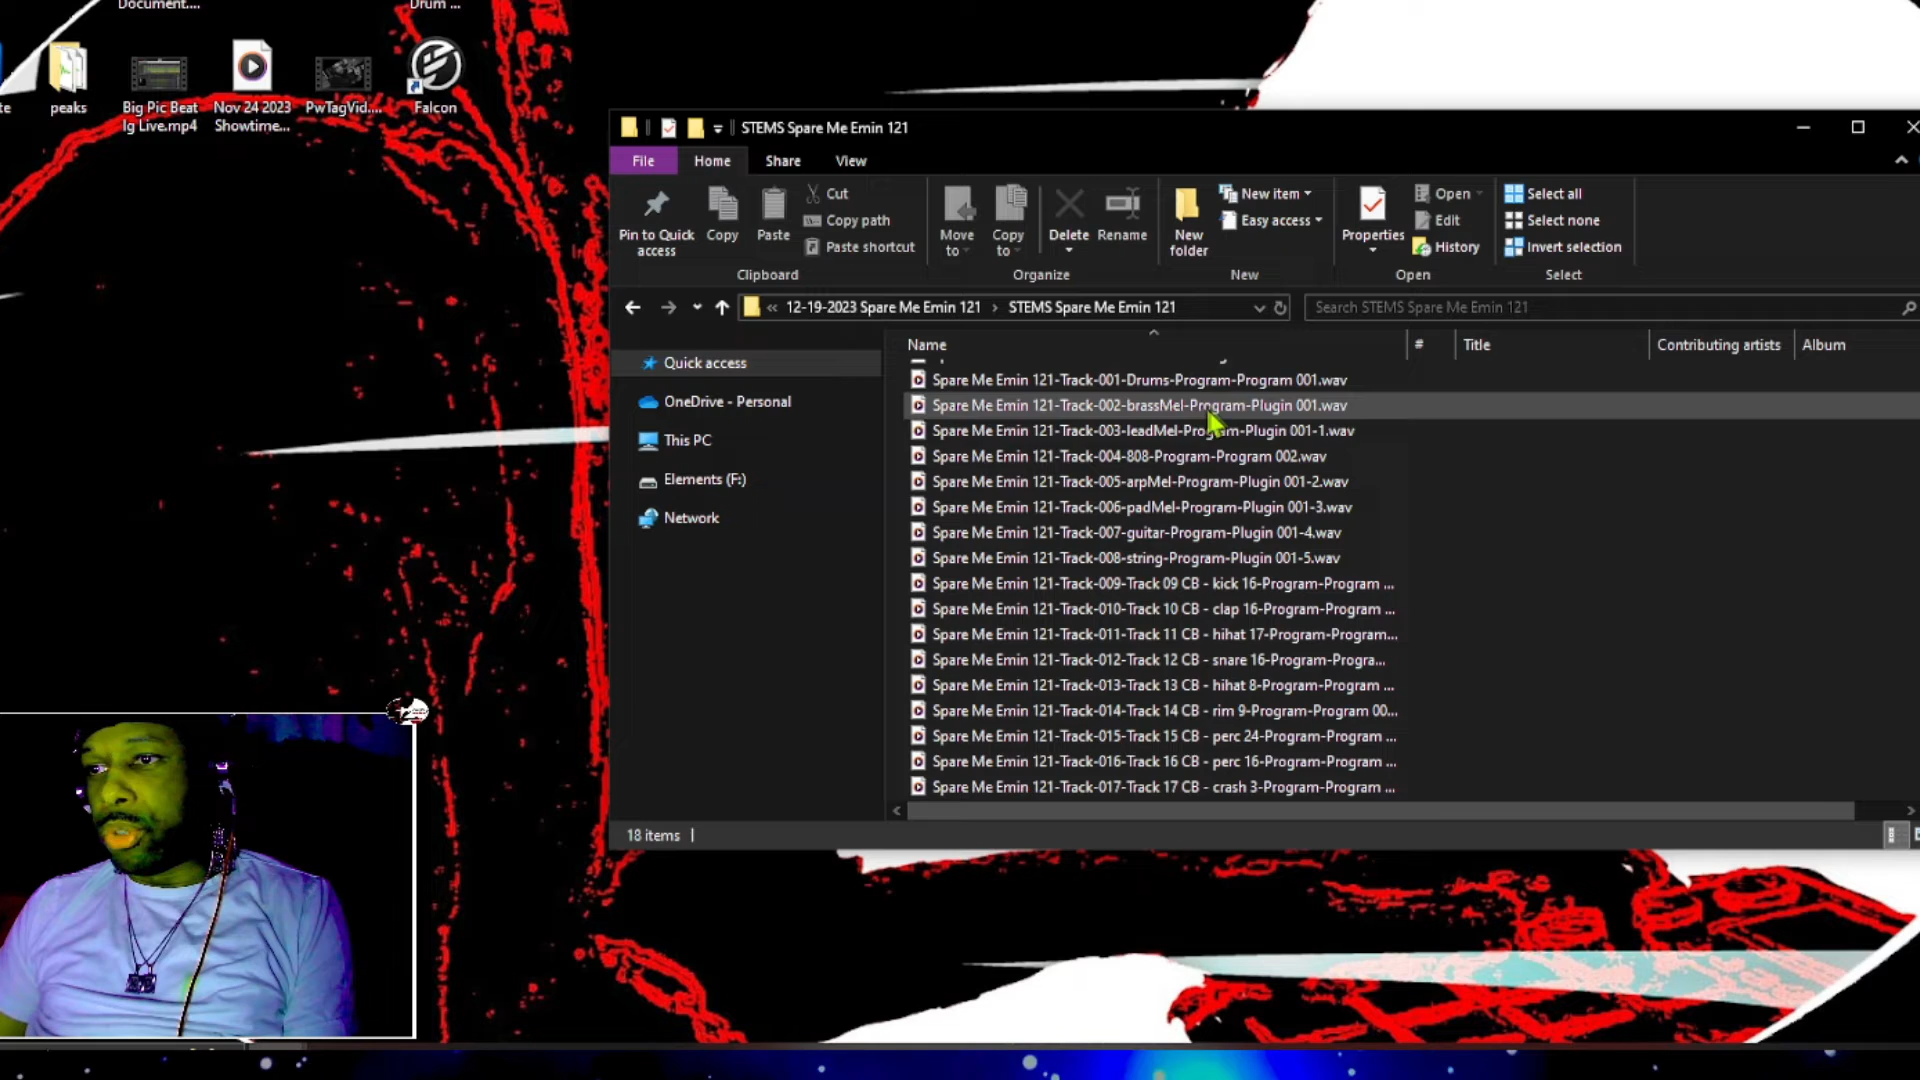 Document....
Drum ...
te
peaks
Big Pic Beat
Ig Live.mp4
Nov 24 2023
Showtime...
PwTagVid....
Falcon
STEMS Spare Me Emin 121
File
Home
Share
View
Pin to Quick
access
Copy
Paste
Cut
Copy path
Paste shortcut
Clipboard
Move
to
Copy
to
Delete
Rename
Organize
New
folder
New item
Easy access
New
Properties
Open
Edit
History
Open
Select all
Select none
Invert selection
Select
« 12-19-2023 Spare Me Emin 121 › STEMS Spare Me Emin 121
Search STEMS Spare Me Emin 121
Quick access
OneDrive - Personal
This PC
Elements (F:)
Network
Name
#
Title
Contributing artists
Album
Spare Me Emin 121-Track-001-Drums-Program-Program 001.wav
Spare Me Emin 121-Track-002-brassMel-Program-Plugin 001.wav
Spare Me Emin 121-Track-003-leadMel-Program-Plugin 001-1.wav
Spare Me Emin 121-Track-004-808-Program-Program 002.wav
Spare Me Emin 121-Track-005-arpMel-Program-Plugin 001-2.wav
Spare Me Emin 121-Track-006-padMel-Program-Plugin 001-3.wav
Spare Me Emin 121-Track-007-guitar-Program-Plugin 001-4.wav
Spare Me Emin 121-Track-008-string-Program-Plugin 001-5.wav
Spare Me Emin 121-Track-009-Track 09 CB - kick 16-Program-Program ...
Spare Me Emin 121-Track-010-Track 10 CB - clap 16-Program-Program ...
Spare Me Emin 121-Track-011-Track 11 CB - hihat 17-Program-Program...
Spare Me Emin 121-Track-012-Track 12 CB - snare 16-Program-Progra...
Spare Me Emin 121-Track-013-Track 13 CB - hihat 8-Program-Program ...
Spare Me Emin 121-Track-014-Track 14 CB - rim 9-Program-Program 00...
Spare Me Emin 121-Track-015-Track 15 CB - perc 24-Program-Program ...
Spare Me Emin 121-Track-016-Track 16 CB - perc 16-Program-Program ...
Spare Me Emin 121-Track-017-Track 17 CB - crash 3-Program-Program ...
18 items